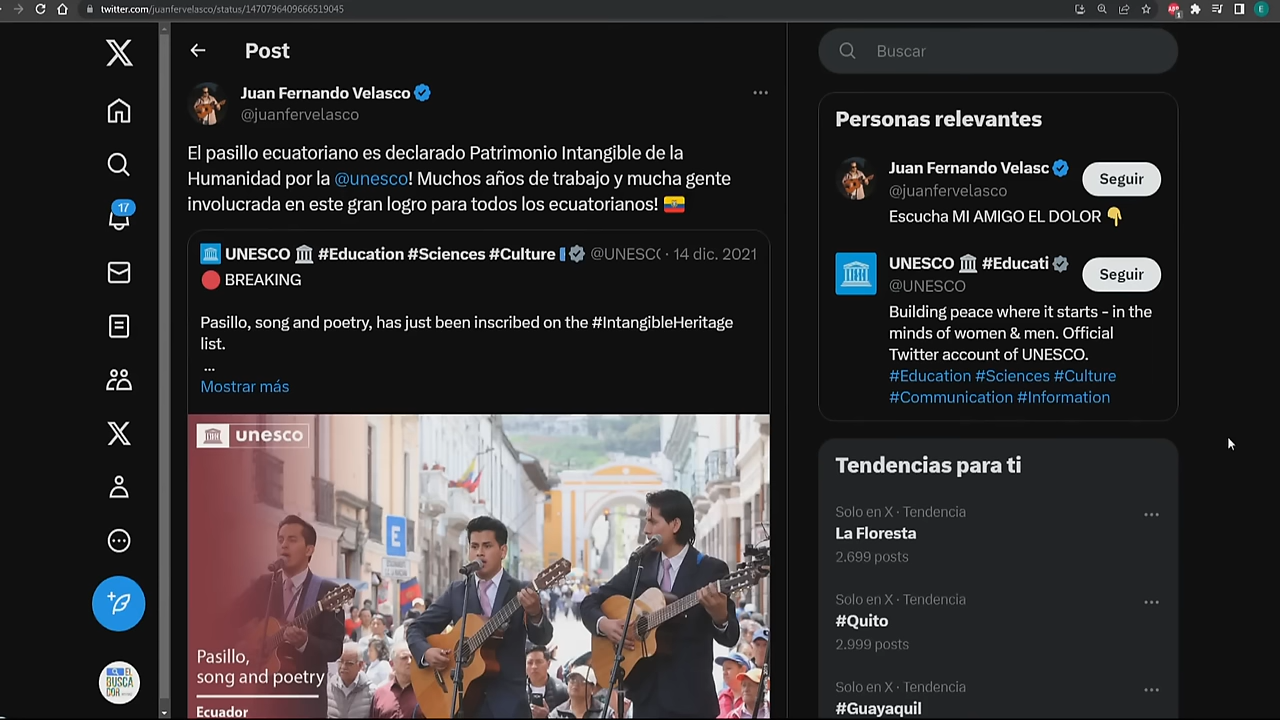 twitter.com/juanfervelasco/status/1470796409666519045
Post
Juan Fernando Velasco
@juanfervelasco
El pasillo ecuatoriano es declarado Patrimonio Intangible de la
Humanidad por la @unesco! Muchos años de trabajo y mucha gente
involucrada en este gran logro para todos los ecuatorianos! 🇪🇨
UNESCO 🏛️ #Education #Sciences #Culture @UNESC · 14 dic. 2021
🔴 BREAKING
Pasillo, song and poetry, has just been inscribed on the #IntangibleHeritage
list.
...
Mostrar más
unesco
E
Pasillo,
song and poetry
Ecuador
17
EL
BUSCA
DOR
Buscar
Personas relevantes
Juan Fernando Velasc
@juanfervelasco
Seguir
Escucha MI AMIGO EL DOLOR 👇
UNESCO 🏛️ #Educati
@UNESCO
Seguir
Building peace where it starts - in the
minds of women & men. Official
Twitter account of UNESCO.
#Education #Sciences #Culture
#Communication #Information
Tendencias para ti
Solo en X · Tendencia
La Floresta
2.699 posts
Solo en X · Tendencia
#Quito
2.999 posts
Solo en X · Tendencia
#Guayaquil